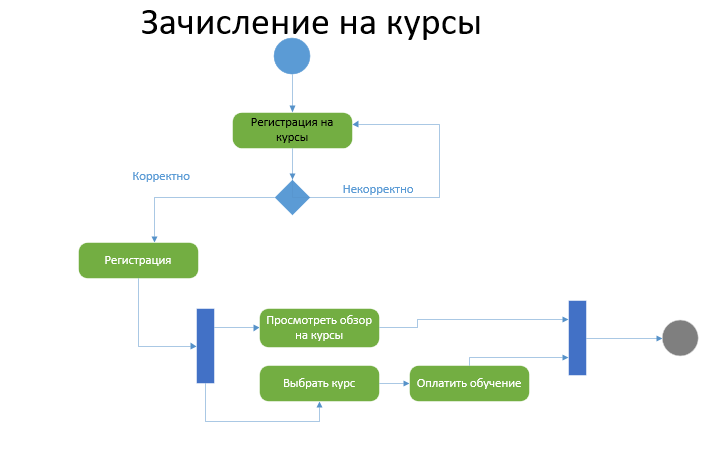 Зачисление на курсы
Регистрация на
курсы
Корректно
Некорректно
Регистрация
Просмотреть обзор
на курсы
Выбрать курс
Оплатить обучение